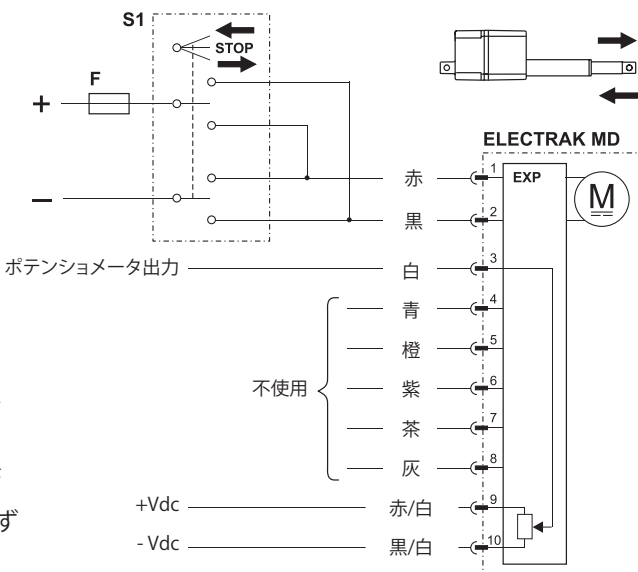 S1
STOP
F
+
−
ELECTRAK MD
EXP
M
赤 1
黒 2
ポテンショメータ出力 白 3
青 4
橙 5
不使用 紫 6
茶 7
灰 8
+Vdc 赤/白 9
- Vdc 黒/白 10
ず